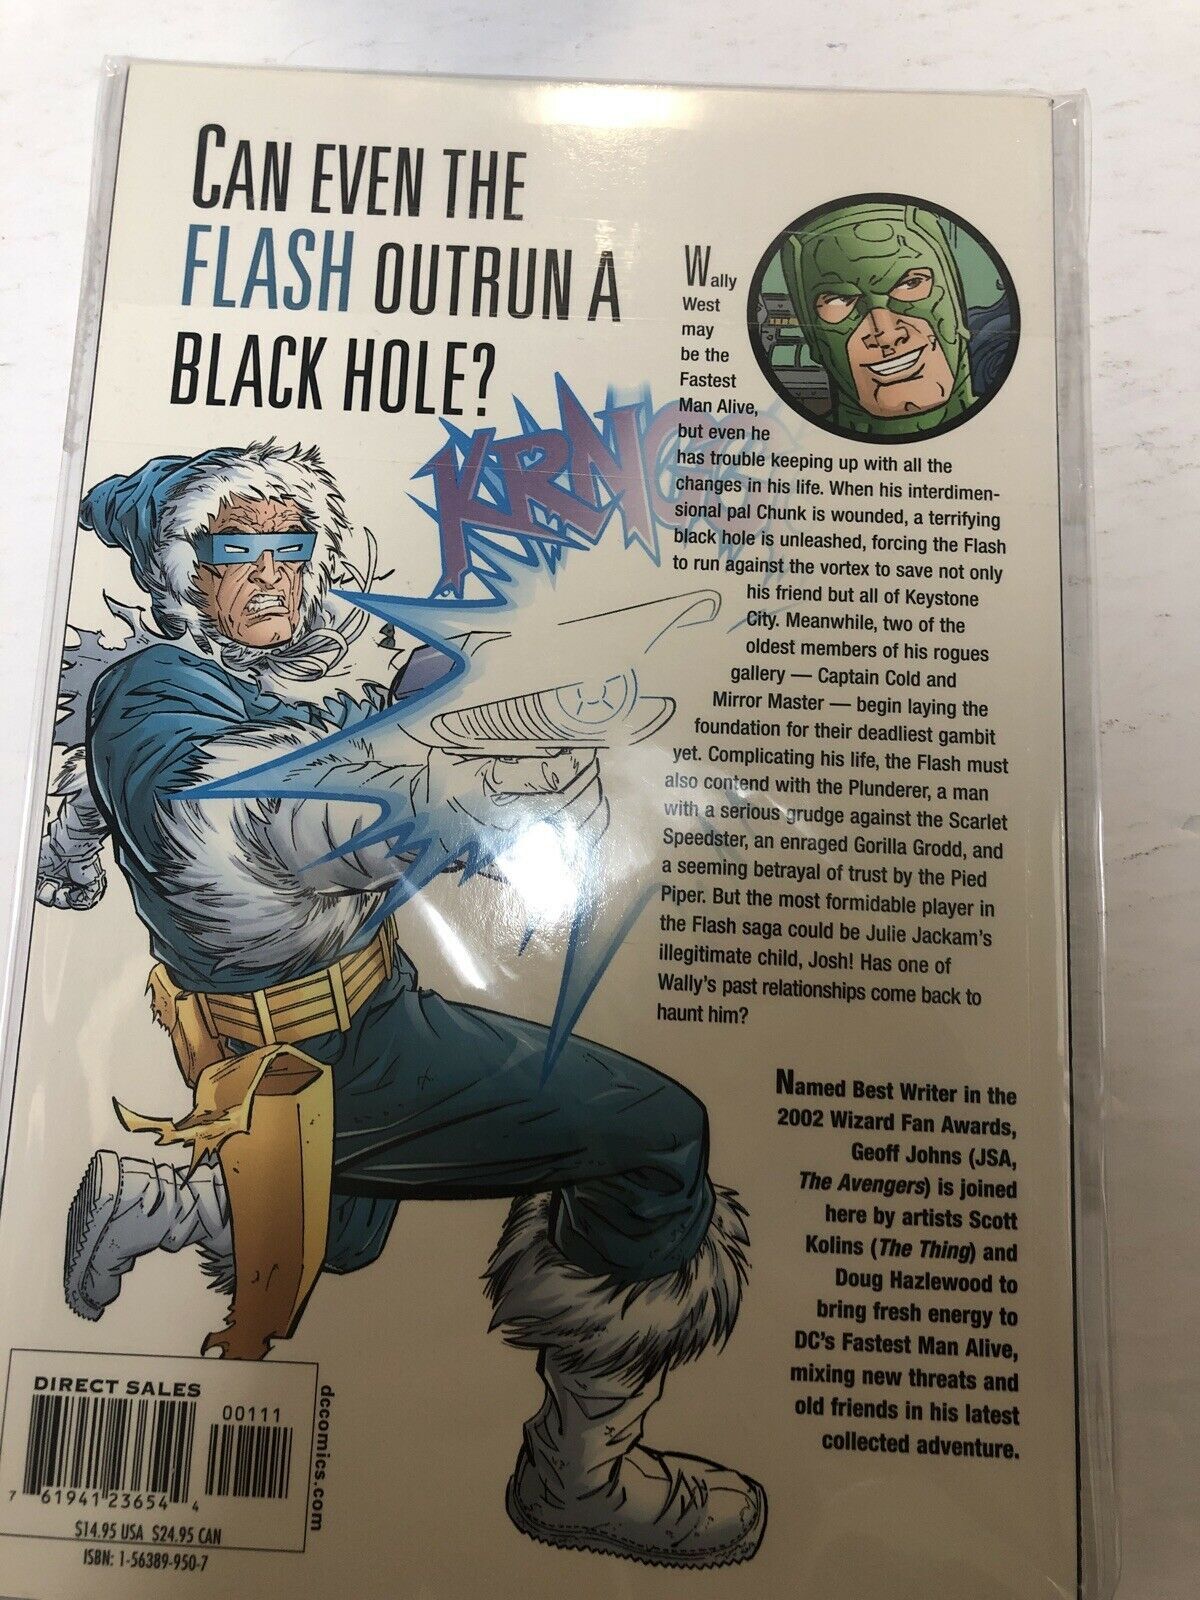 CAN EVEN THE
FLASH OUTRUN A
BLACK HOLE?
KRN
Wally
West
may
be the
Fastest
Man Alive,
but even he
has trouble keeping up with all the
changes in his life. When his interdimen-
sional pal Chunk is wounded, a terrifying
black hole is unleashed, forcing the Flash
to run against the vortex to save not only
his friend but all of Keystone
City. Meanwhile, two of the
oldest members of his rogues
gallery — Captain Cold and
Mirror Master — begin laying the
foundation for their deadliest gambit
yet. Complicating his life, the Flash must
also contend with the Plunderer, a man
with a serious grudge against the Scarlet
Speedster, an enraged Gorilla Grodd, and
a seeming betrayal of trust by the Pied
Piper. But the most formidable player in
the Flash saga could be Julie Jackam's
illegitimate child, Josh! Has one of
Wally's past relationships come back to
haunt him?
Named Best Writer in the
2002 Wizard Fan Awards,
Geoff Johns (JSA,
The Avengers) is joined
here by artists Scott
Kolins (The Thing) and
Doug Hazlewood to
bring fresh energy to
DC's Fastest Man Alive,
mixing new threats and
old friends in his latest
collected adventure.
DIRECT SALES
00111
7 61941 23654 4
$14.95 USA $24.95 CAN
ISBN: 1-56389-950-7
dccomics.com